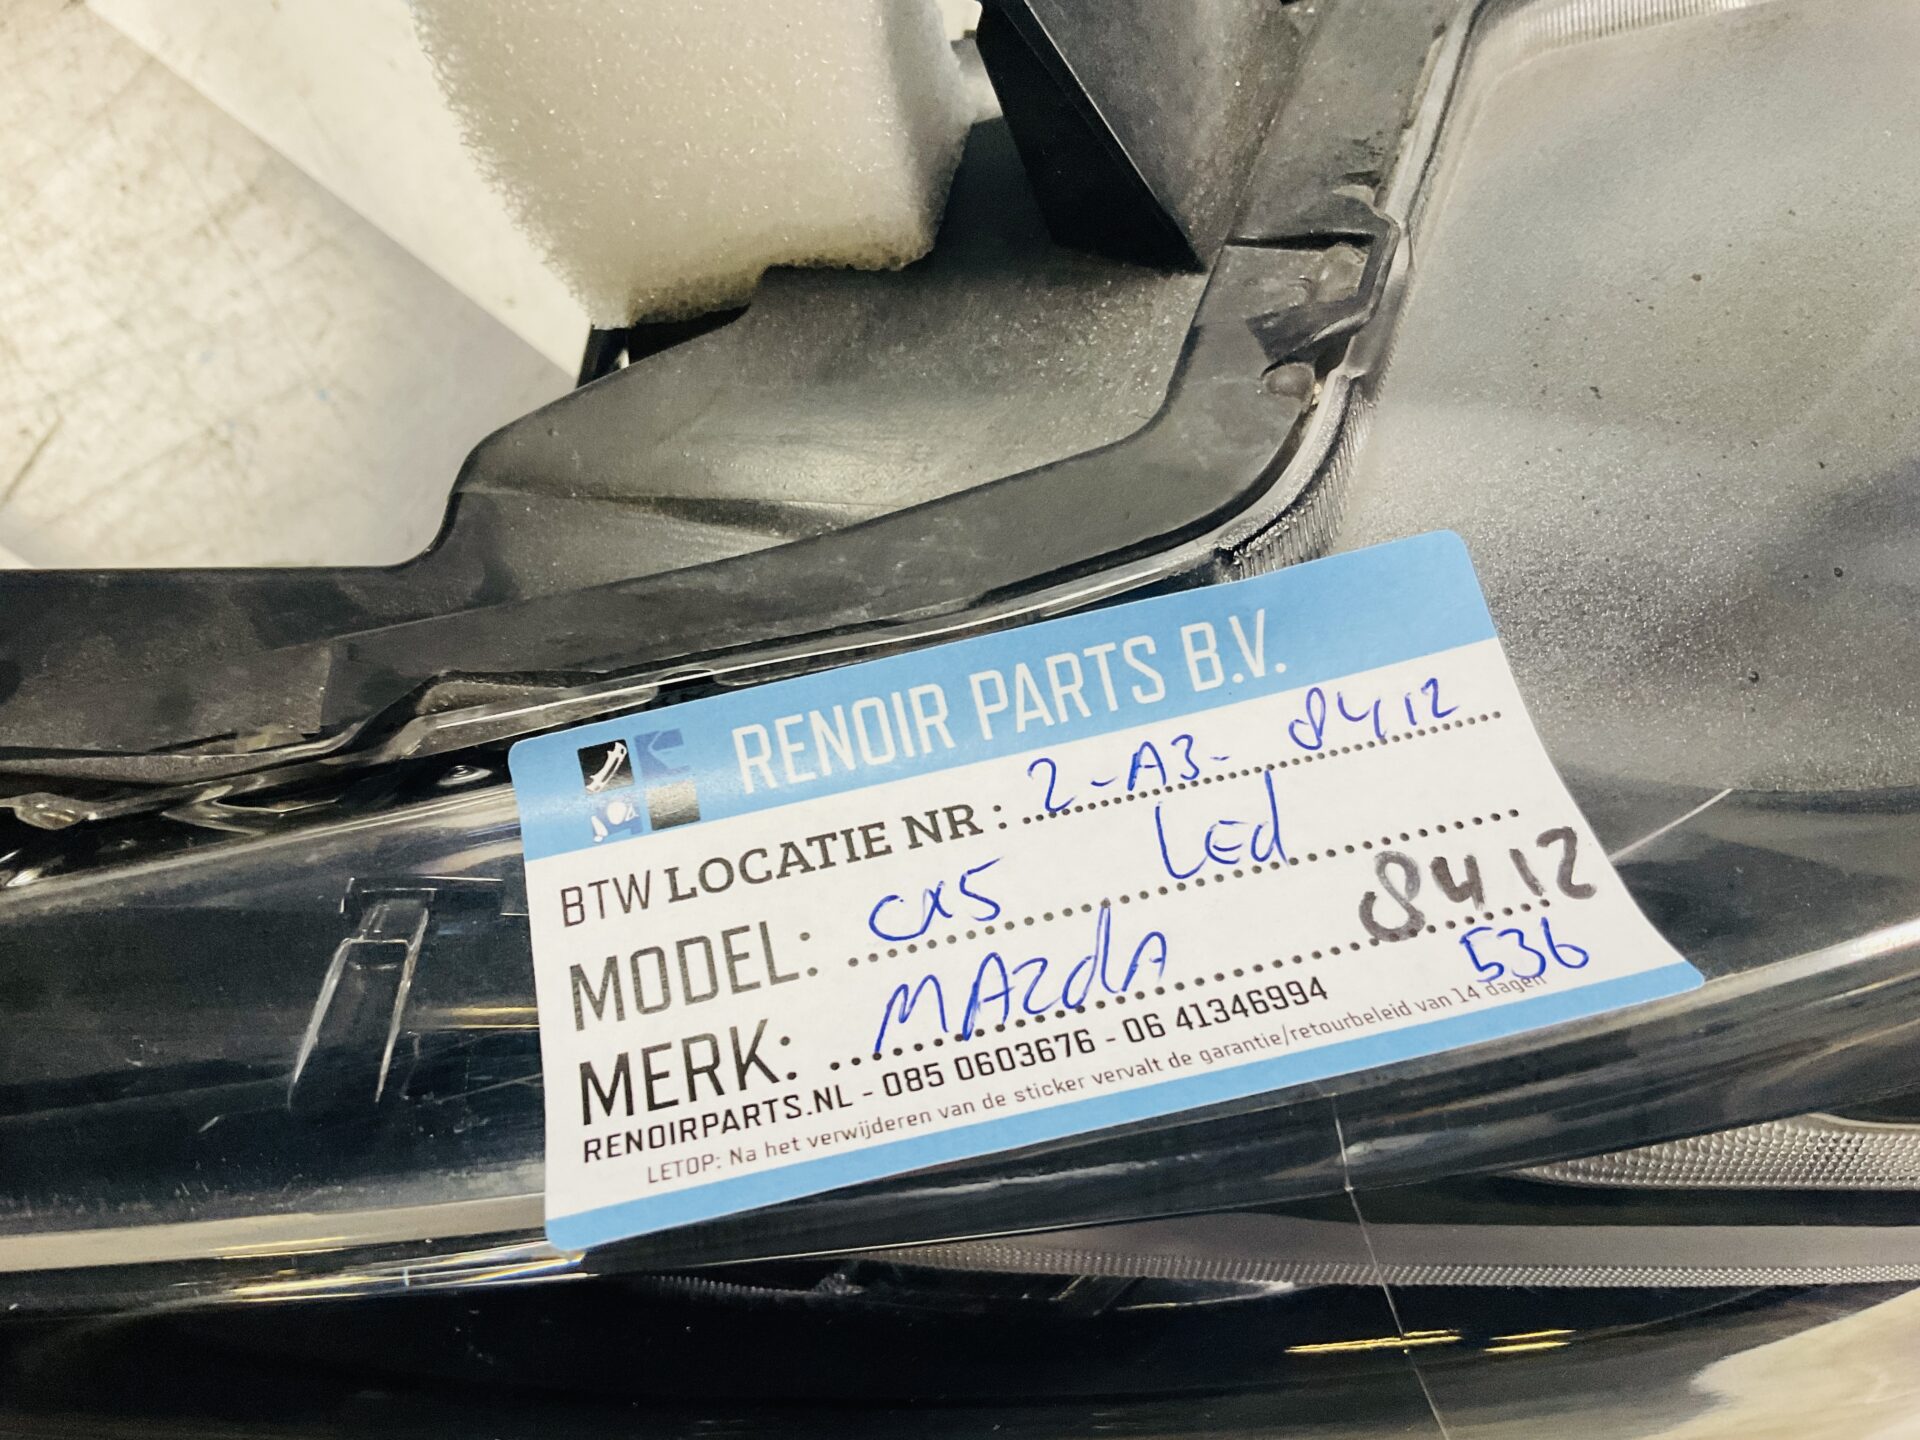 RENOIR PARTS B.V.
BTW LOCATIE NR : 2-A3-8412
MODEL: CX5 LEd
MERK: MAZdA 8412
536
RENOIRPARTS.NL - 085 0603676 - 06 41346994
LETOP: Na het verwijderen van de sticker vervalt de garantie/retourbeleid van 14 dagen